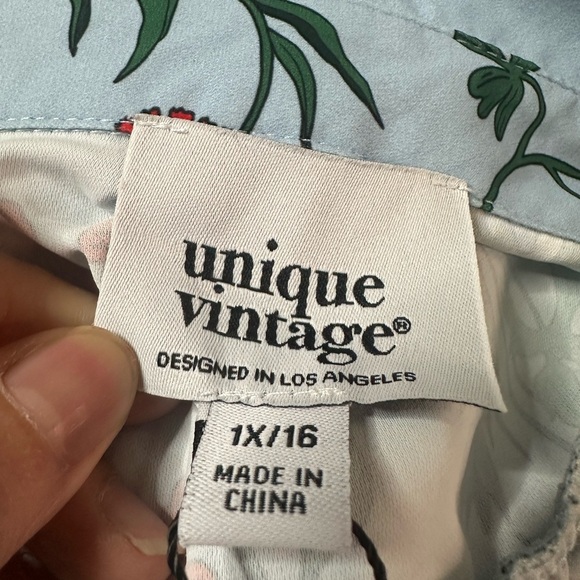 unique
vintage®
DESIGNED IN LOS ANGELES
1X/16
MADE IN
CHINA